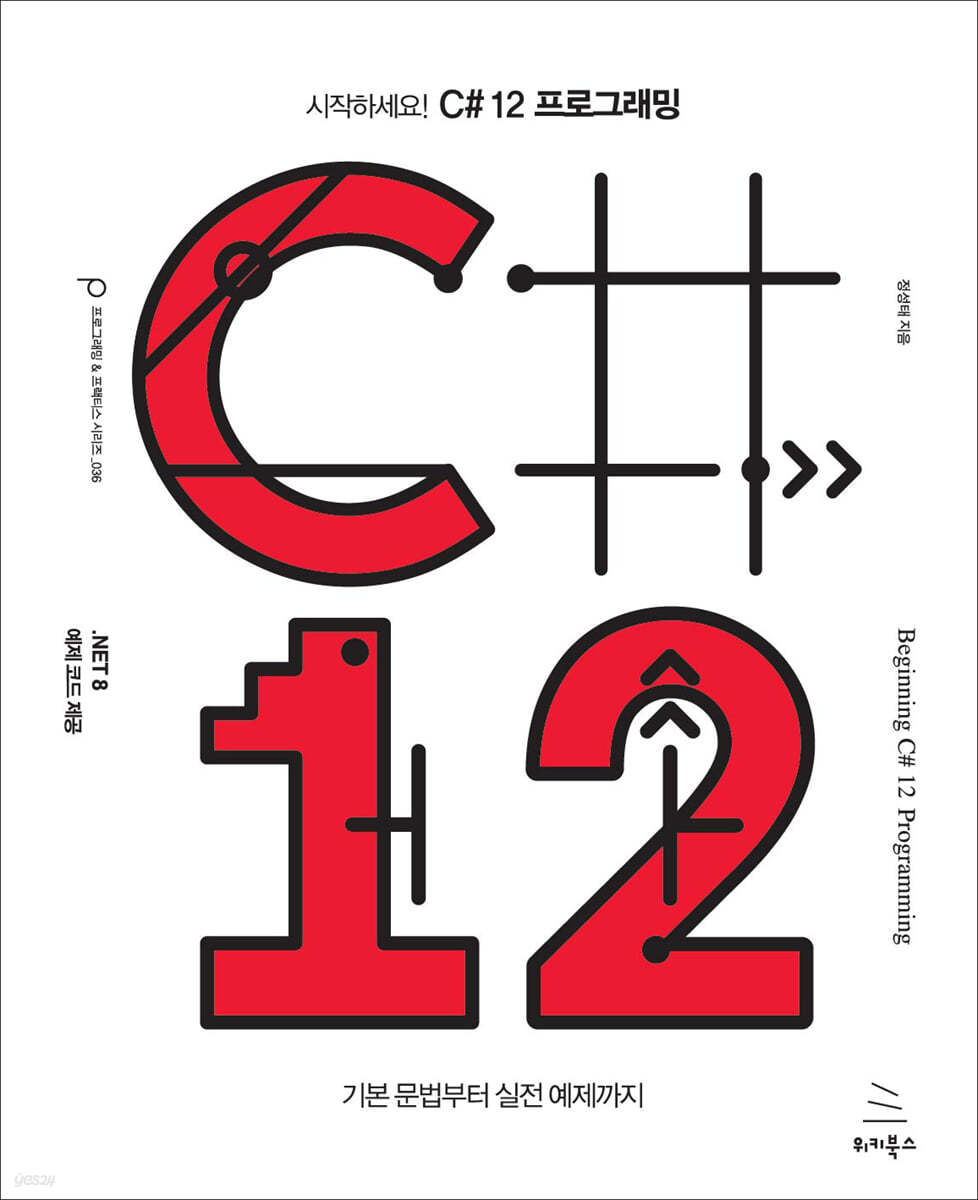 시작하세요! C# 12 프로그래밍
C#
프로그래밍 & 프랙티스 시리즈_036
정성태 지음
.NET 8
예제 코드 제공
12
Beginning C# 12 Programming
기본 문법부터 실전 예제까지
위키북스
yes24